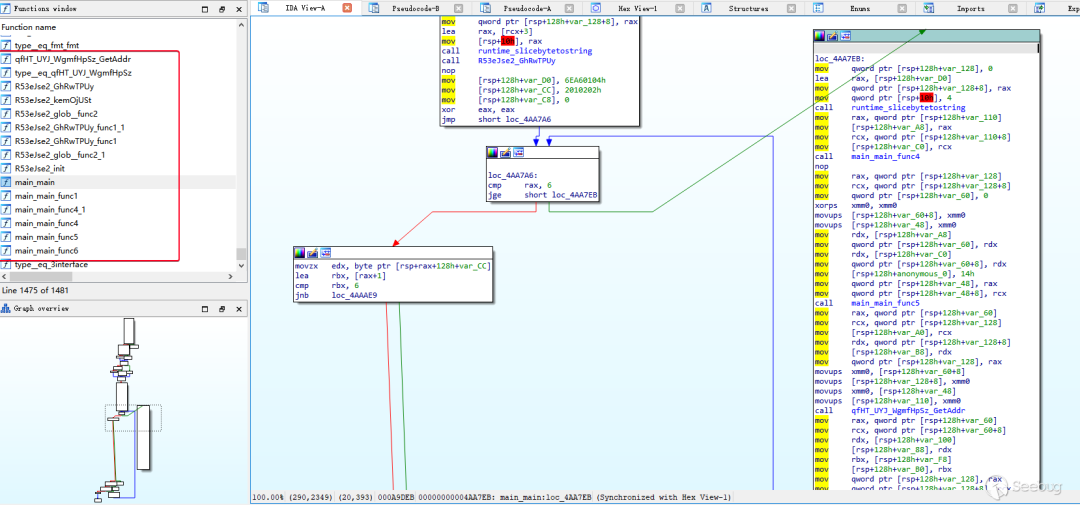 Functions window
IDA View-A
Pseudocode-B
Pseudocode-A
Hex View-1
Structures
Enums
Imports
Function name
type_eq_fmt_fmt
qfHT_UYJ_WgmfHpSz_GetAddr
type_eq_qfHT_UYJ_WgmfHpSz
R53eJse2_GhRwTPUy
R53eJse2_kemOjUSt
R53eJse2_glob__func2
R53eJse2_GhRwTPUy_func1_1
R53eJse2_GhRwTPUy_func1
R53eJse2_glob__func2_1
R53eJse2_init
main_main
main_main_func1
main_main_func4_1
main_main_func4
main_main_func5
main_main_func6
type_eq_3interface
Line 1475 of 1481
Graph overview
mov qword ptr [rsp+128h+var_128+8], rax
lea rax, [rcx+3]
mov [rsp+ , rax
call runtime_slicebytetostring
call R53eJse2_GhRwTPUy
nop
mov [rsp+128h+var_D0], 6EA60104h
mov [rsp+128h+var_CC], 2010202h
mov [rsp+128h+var_C8], 0
xor eax, eax
jmp short loc_4AA7A6
loc_4AA7A6:
cmp rax, 6
jge short loc_4AA7EB
movzx edx, byte ptr [rsp+rax+128h+var_CC]
lea rbx, [rax+1]
cmp rbx, 6
jnb loc_4AAAE9
loc_4AA7EB:
mov qword ptr [rsp+128h+var_128], 0
lea rax, [rsp+128h+var_D0]
mov qword ptr [rsp+128h+var_128+8], rax
mov qword ptr [rsp+ , 4
call runtime_slicebytetostring
mov rax, qword ptr [rsp+128h+var_110]
mov [rsp+128h+var_A8], rax
mov rcx, qword ptr [rsp+128h+var_110+8]
mov [rsp+128h+var_C0], rcx
call main_main_func4
nop
mov rax, qword ptr [rsp+128h+var_128]
mov rcx, qword ptr [rsp+128h+var_128+8]
mov qword ptr [rsp+128h+var_60], 0
xorps xmm0, xmm0
movups [rsp+128h+var_60+8], xmm0
movups [rsp+128h+var_48], xmm0
mov rdx, [rsp+128h+var_A8]
mov qword ptr [rsp+128h+var_60], rdx
mov rdx, [rsp+128h+var_C0]
mov qword ptr [rsp+128h+var_60+8], rdx
mov [rsp+128h+anonymous_0], 14h
mov qword ptr [rsp+128h+var_48], rax
mov qword ptr [rsp+128h+var_48+8], rcx
call main_main_func5
mov rax, qword ptr [rsp+128h+var_60]
mov rcx, qword ptr [rsp+128h+var_128]
mov [rsp+128h+var_A0], rcx
mov rdx, qword ptr [rsp+128h+var_128+8]
mov [rsp+128h+var_B8], rdx
mov qword ptr [rsp+128h+var_128], rax
movups xmm0, [rsp+128h+var_60+8]
movups [rsp+128h+var_128+8], xmm0
movups xmm0, [rsp+128h+var_48]
movups [rsp+128h+var_110], xmm0
call qfHT_UYJ_WgmfHpSz_GetAddr
mov rax, qword ptr [rsp+128h+var_60]
mov rcx, qword ptr [rsp+128h+var_60+8]
mov rdx, [rsp+128h+var_100]
mov [rsp+128h+var_88], rdx
mov rbx, [rsp+128h+var_F8]
mov [rsp+128h+var_B0], rbx
mov qword ptr [rsp+128h+var_128], rax
100.00% (290,2349) (20,393) 000A9DEB 00000000004AA7EB: main_main:loc_4AA7EB (Synchronized with Hex View-1)
Seebug